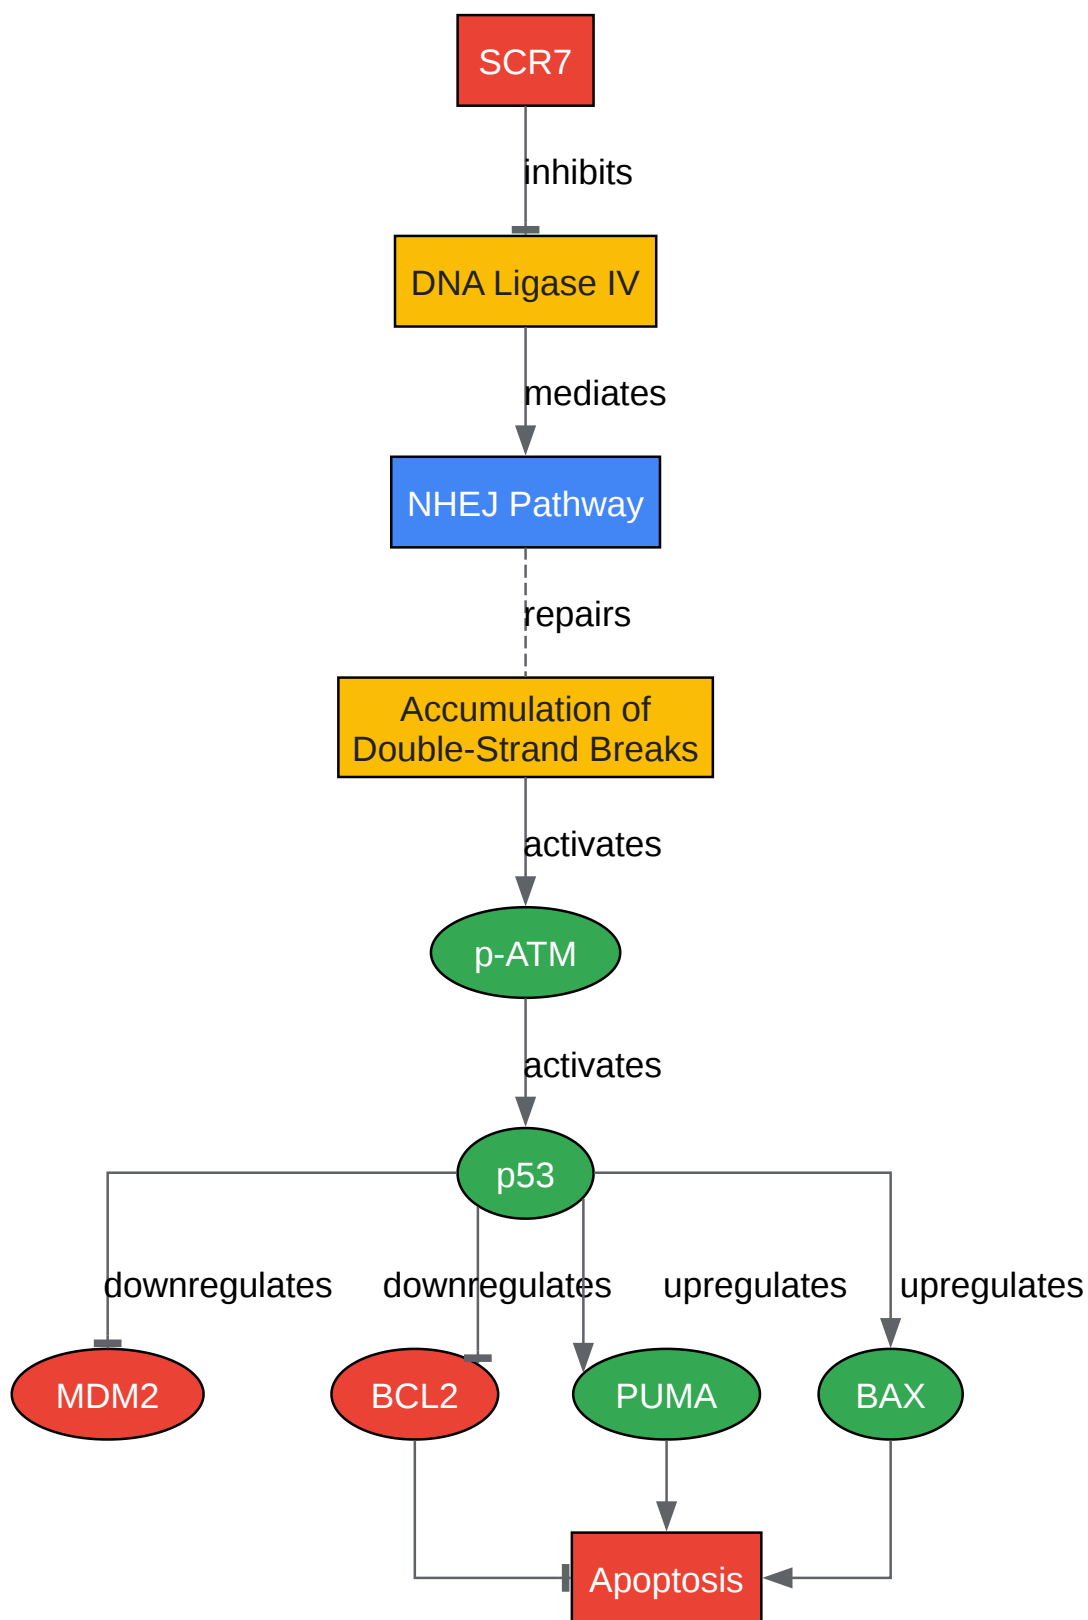 SCR7
inhibits
DNA Ligase IV
mediates
NHEJ Pathway
repairs
Accumulation of
Double-Strand Breaks
activates
p-ATM
activates
p53
downregulates
downregulates
upregulates
upregulates
MDM2
BCL2
PUMA
BAX
Apoptosis